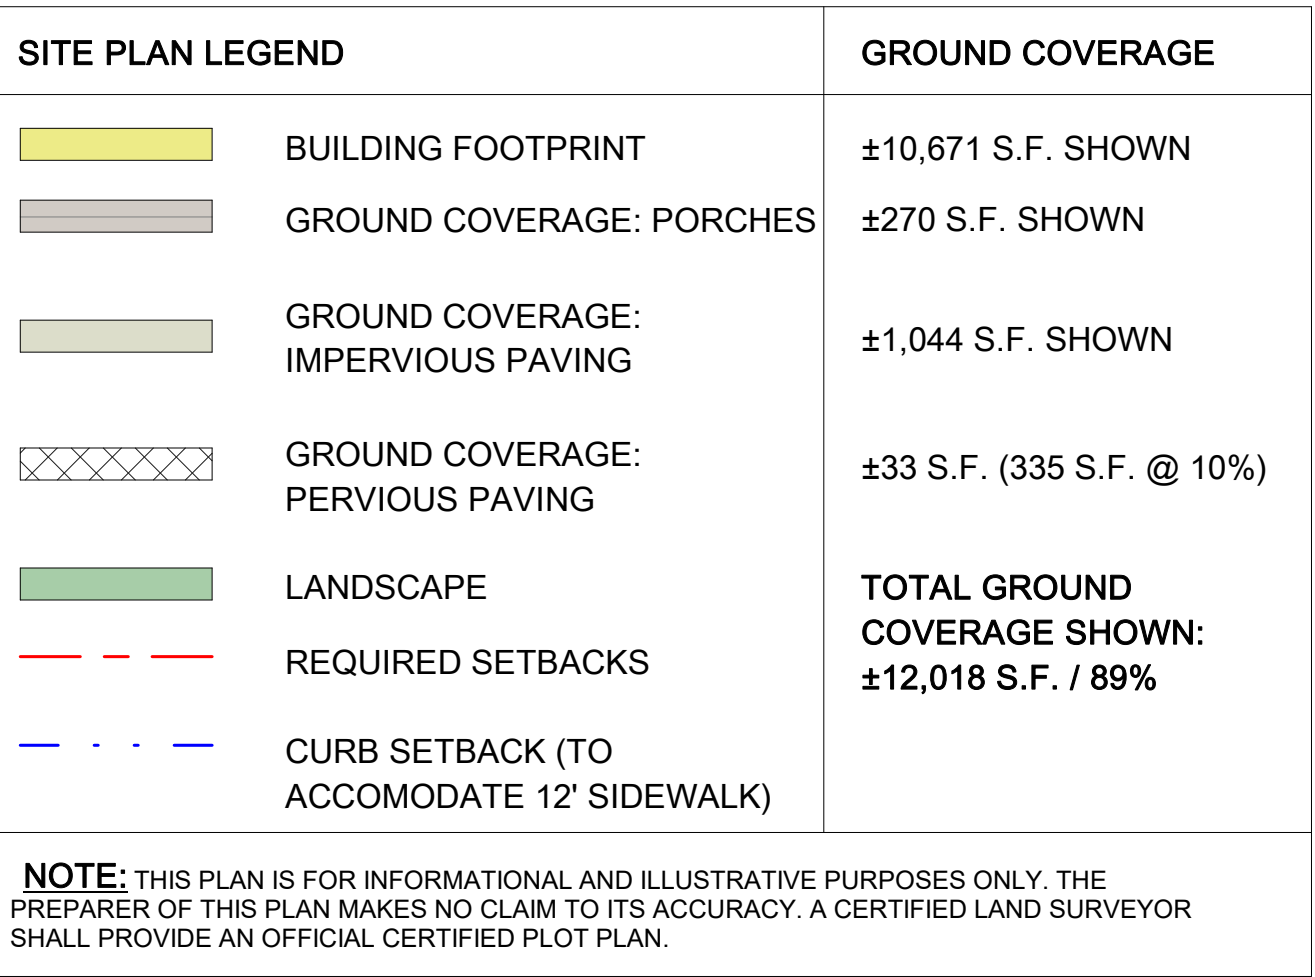 SITE PLAN LEGEND
GROUND COVERAGE
BUILDING FOOTPRINT
±10,671 S.F. SHOWN
GROUND COVERAGE: PORCHES
±270 S.F. SHOWN
GROUND COVERAGE:
IMPERVIOUS PAVING
±1,044 S.F. SHOWN
GROUND COVERAGE:
PERVIOUS PAVING
±33 S.F. (335 S.F. @ 10%)
LANDSCAPE
REQUIRED SETBACKS
CURB SETBACK (TO
ACCOMODATE 12' SIDEWALK)
TOTAL GROUND
COVERAGE SHOWN:
±12,018 S.F. / 89%
NOTE: THIS PLAN IS FOR INFORMATIONAL AND ILLUSTRATIVE PURPOSES ONLY. THE
PREPARER OF THIS PLAN MAKES NO CLAIM TO ITS ACCURACY. A CERTIFIED LAND SURVEYOR
SHALL PROVIDE AN OFFICIAL CERTIFIED PLOT PLAN.